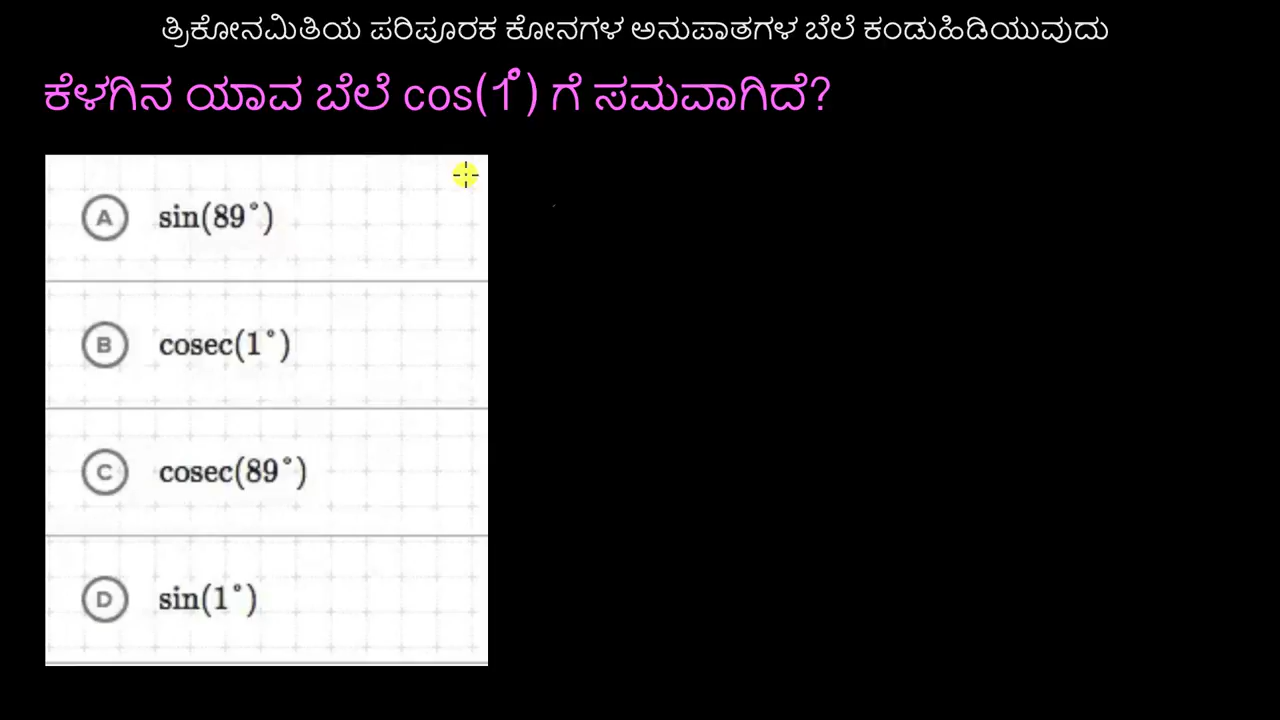 ತ್ರಿಕೋನಮಿತಿಯ ಪರಿಪೂರಕ ಕೋನಗಳ ಅನುಪಾತಗಳ ಬೆಲೆ ಕಂಡುಹಿಡಿಯುವುದು
ಕೆಳಗಿನ ಯಾವ ಬೆಲೆ cos(1°) ಗೆ ಸಮವಾಗಿದೆ?
A sin(89°)
B cosec(1°)
C cosec(89°)
D sin(1°)